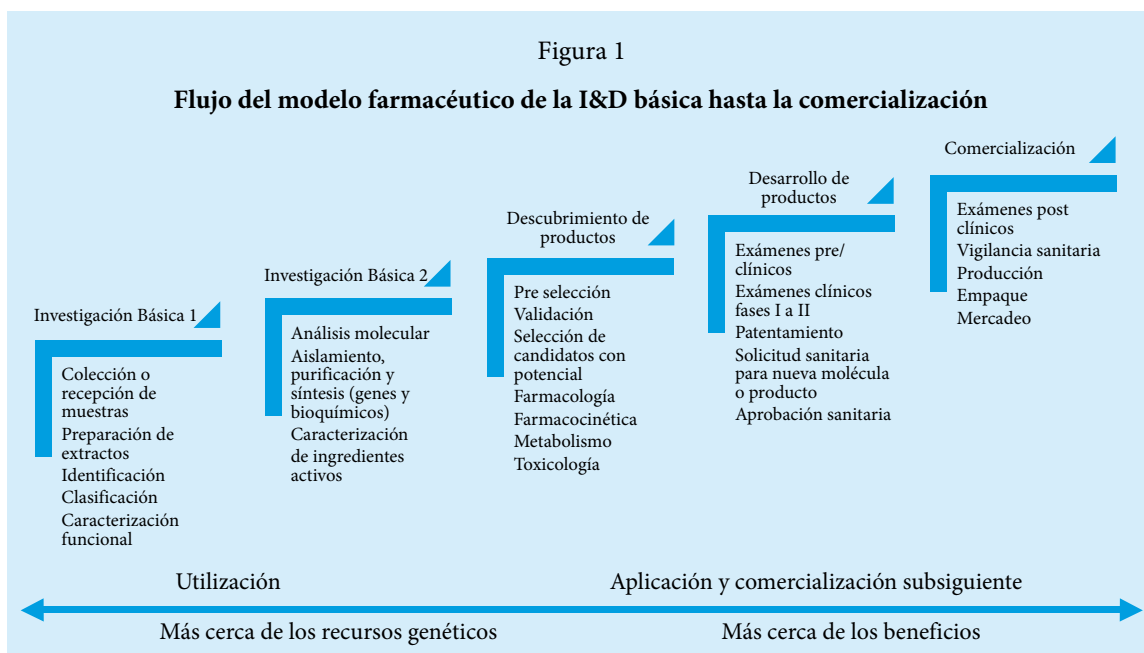 Figura 1
Flujo del modelo farmacéutico de la I&D básica hasta la comercialización
Investigación Básica 1
Colección o
recepción de
muestras
Preparación de
extractos
Identificación
Clasificación
Caracterización
funcional
Investigación Básica 2
Análisis molecular
Aislamiento,
purificación y
síntesis (genes y
bioquímicos)
Caracterización
de ingredientes
activos
Descubrimiento de
productos
Pre selección
Validación
Selección de
candidatos con
potencial
Farmacología
Farmacocinética
Metabolismo
Toxicología
Desarrollo de
productos
Exámenes pre/
clínicos
Exámenes clínicos
fases I a II
Patentamiento
Solicitud sanitaria
para nueva molécula
o producto
Aprobación sanitaria
Comercialización
Exámenes post
clínicos
Vigilancia sanitaria
Producción
Empaque
Mercadeo
Utilización
Aplicación y comercialización subsiguiente
Más cerca de los recursos genéticos
Más cerca de los beneficios